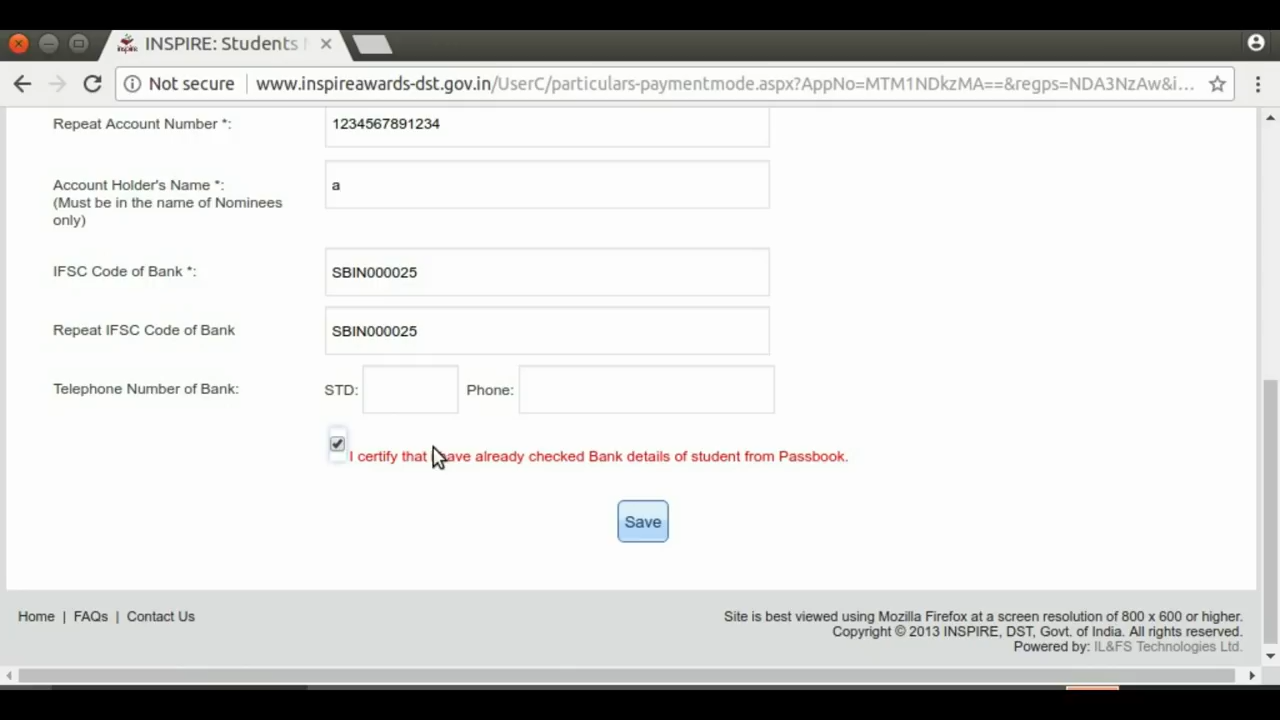 INSPIRE: Students
Not secure
www.inspireawards-dst.gov.in/UserC/particulars-paymentmode.aspx?AppNo=MTM1NDkzMA==&regps=NDA3NzAw&i...
Repeat Account Number *:
1234567891234
Account Holder's Name *:
(Must be in the name of Nominees
only)
a
IFSC Code of Bank *:
SBIN000025
Repeat IFSC Code of Bank
SBIN000025
Telephone Number of Bank:
STD:
Phone:
I certify that have already checked Bank details of student from Passbook.
Save
Home | FAQs | Contact Us
Site is best viewed using Mozilla Firefox at a screen resolution of 800 x 600 or higher.
Copyright © 2013 INSPIRE, DST, Govt. of India. All rights reserved.
Powered by: IL&FS Technologies Ltd.